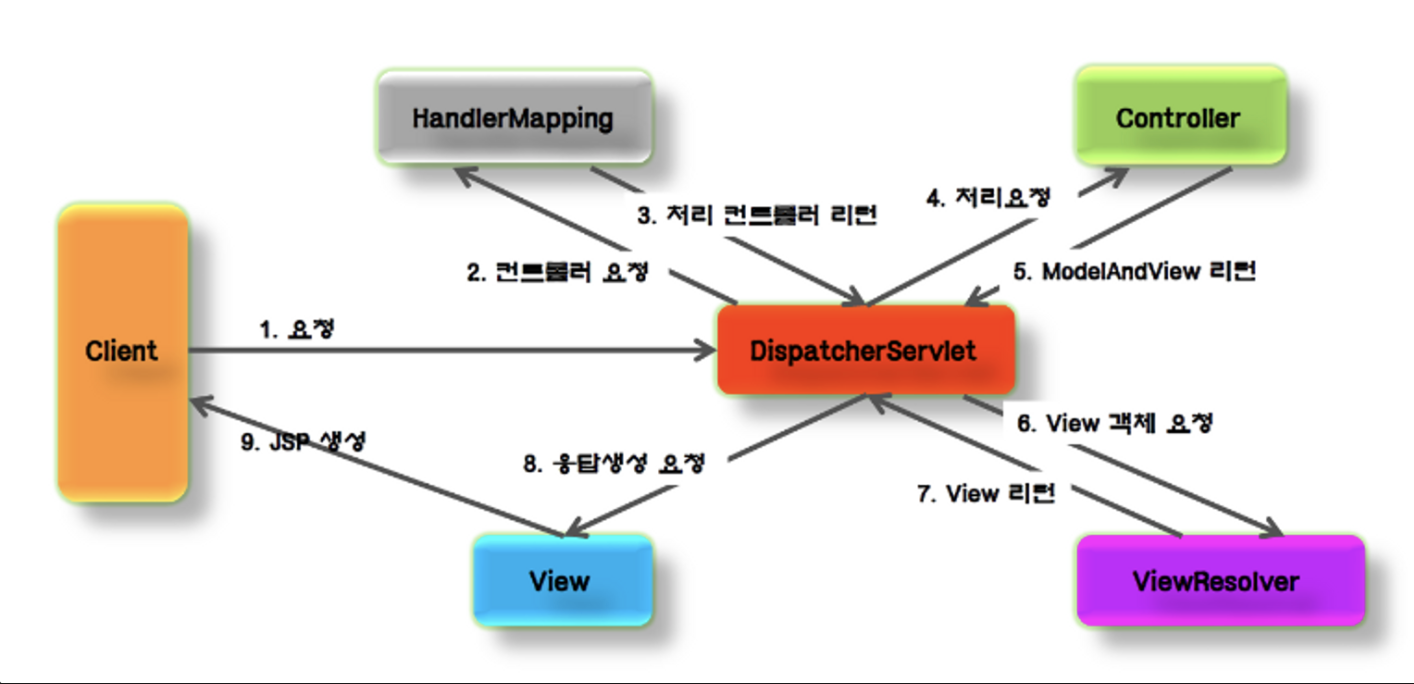 HandlerMapping
Controller
4. 처리요청
3. 처리 컨트롤러 리턴
2. 컨트롤러 요청
5. ModelAndView 리턴
1. 요청
Client
DispatcherServlet
6. View 객체 요청
9. JSP 생성
8. 응답생성 요청
7. View 리턴
View
ViewResolver